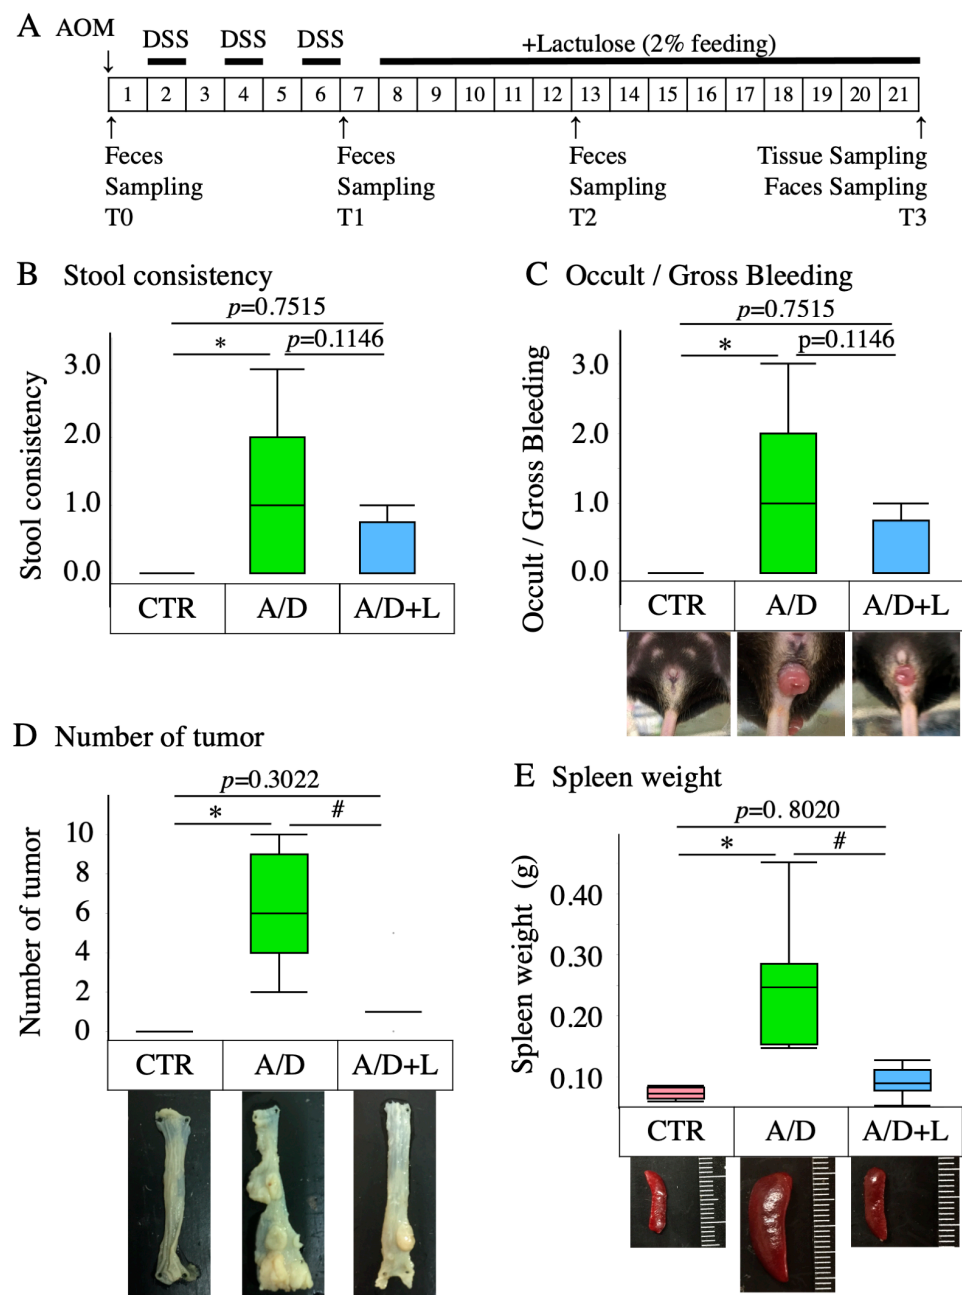 A AOM
DSS DSS DSS +Lactulose (2% feeding)
1 2 3 4 5 6 7 8 9 10 11 12 13 14 15 16 17 18 19 20 21
Feces Feces Feces Tissue Sampling
Sampling Sampling Sampling Faces Sampling
T0 T1 T2 T3
B Stool consistency
p=0.7515
* p=0.1146
Stool consistency
3.0
2.0
1.0
0.0
CTR A/D A/D+L
C Occult / Gross Bleeding
p=0.7515
* p=0.1146
Occult / Gross Bleeding
3.0
2.0
1.0
0.0
CTR A/D A/D+L
D Number of tumor
p=0.3022
* #
Number of tumor
10
8
6
4
2
0
CTR A/D A/D+L
E Spleen weight
p=0. 8020
* #
Spleen weight (g)
0.40
0.30
0.20
0.10
CTR A/D A/D+L